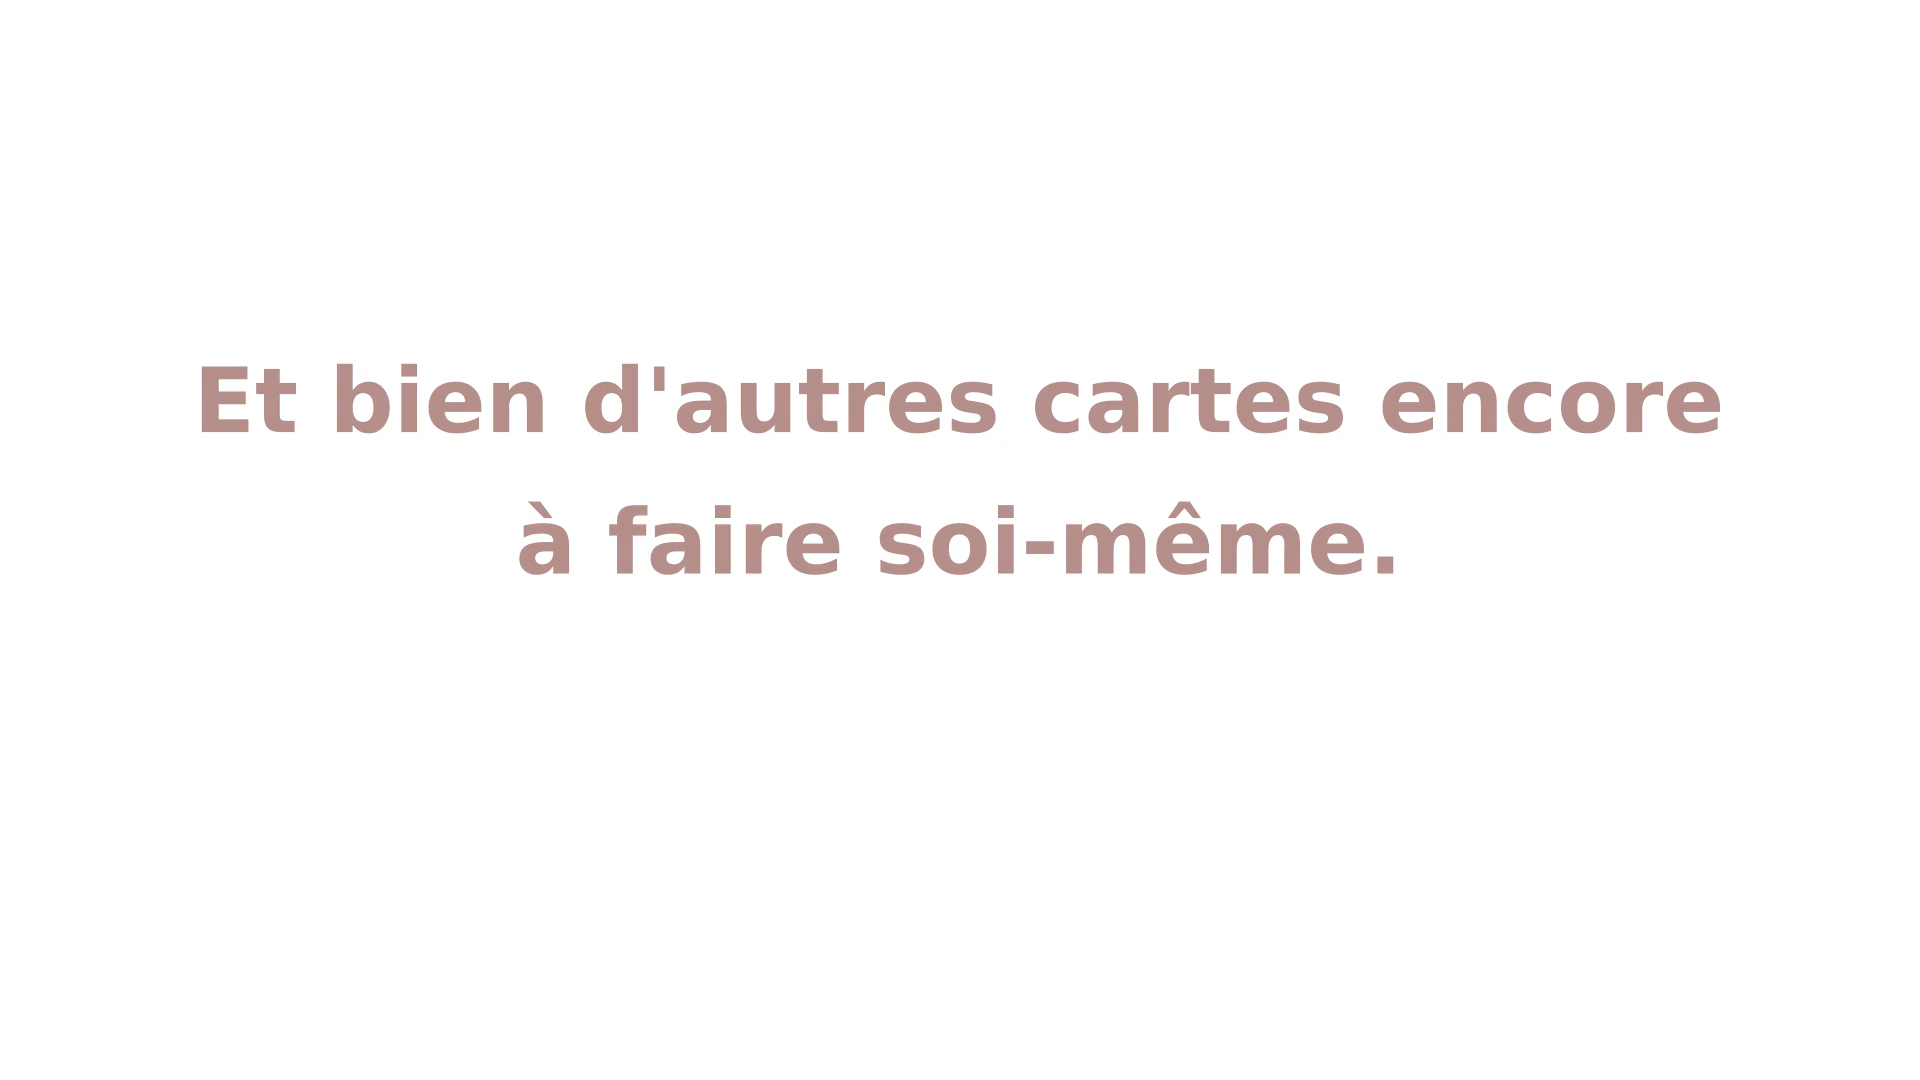 Et bien d'autres cartes encore
à faire soi-même.